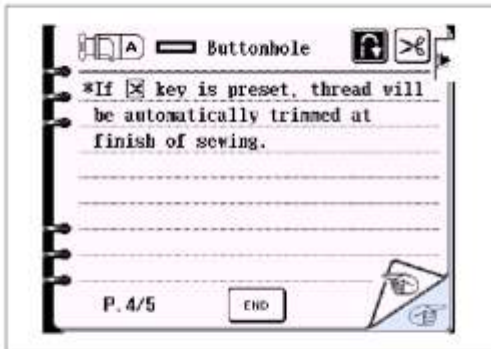 A Buttonhole
*If key is preset, thread will
be automatically trimmed at
finish of sewing.
P. 4/5 END